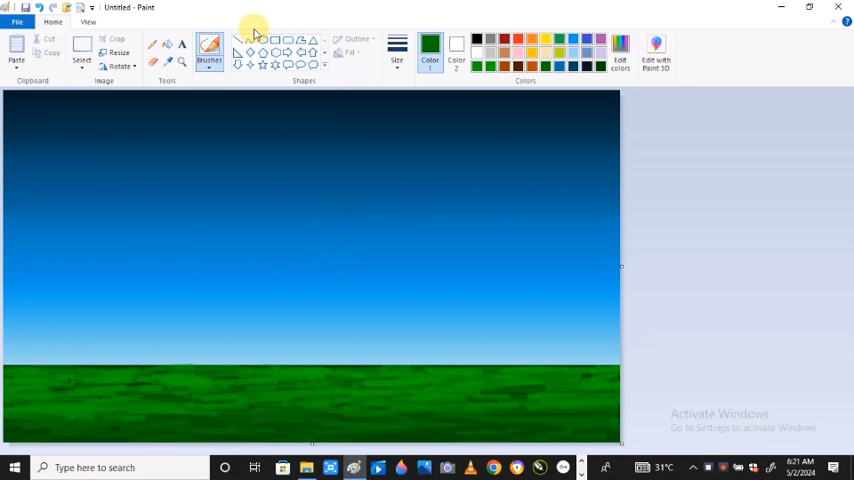 Untitled - Paint
File
Home
View
Paste
Cut
Copy
Clipboard
Select
Crop
Resize
Rotate
Image
A
Tools
Brushes
Outline
Fill
Shapes
Size
Color 1
Color 2
Edit colors
Colors
Edit with Paint 3D
Activate Windows
Go to Settings to activate Windows.
Type here to search
31°C
6:21 AM
5/2/2024